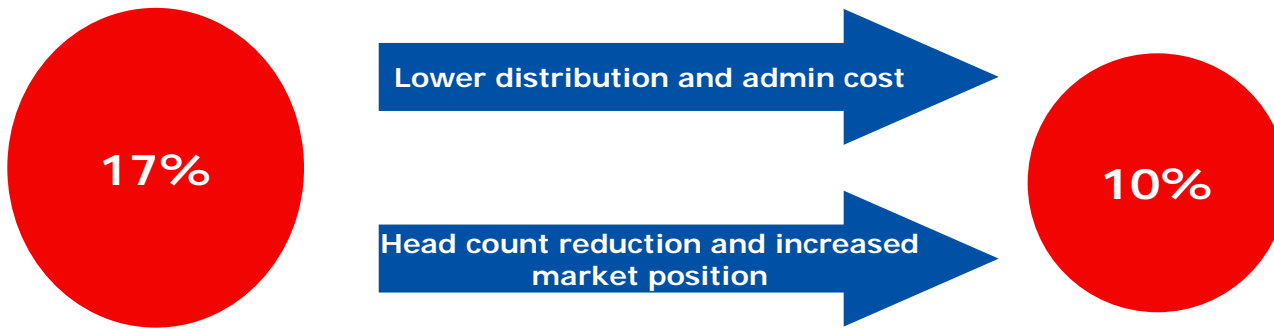 17%
Lower distribution and admin cost
Head count reduction and increased
market position
10%